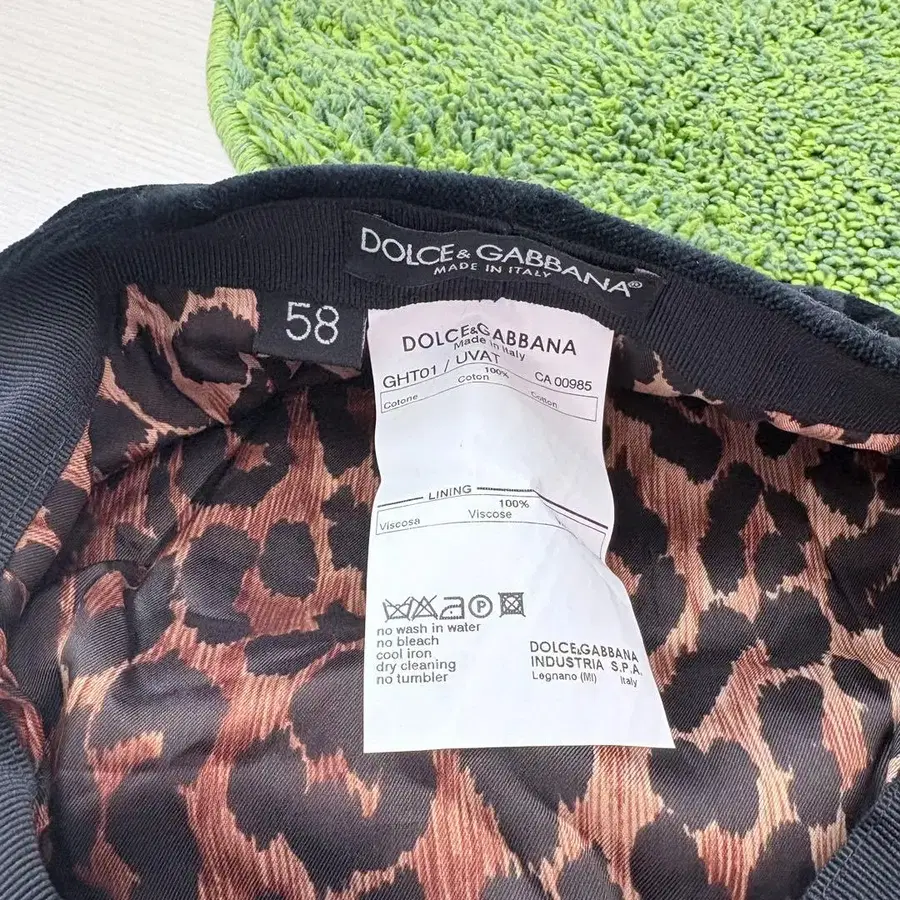 DOLCE & GABBANA®
MADE IN ITALY
58
DOLCE&GABBANA
Made in Italy
GHT01 / UVAT CA 00985
100%
Cotone Coton Cotton
LINING
100%
Viscosa Viscose
no wash in water
no bleach
cool iron
dry cleaning
no tumbler
DOLCE&GABBANA
INDUSTRIA S.P.A.
Legnano (MI) Italy